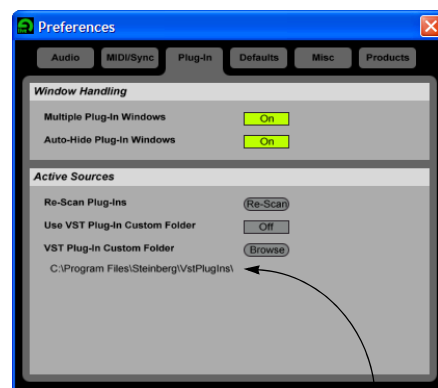 Preferences
Audio MIDI/Sync Plug-In Defaults Misc Products
Window Handling
Multiple Plug-In Windows On
Auto-Hide Plug-In Windows On
Active Sources
Re-Scan Plug-Ins Re-Scan
Use VST Plug-In Custom Folder Off
VST Plug-In Custom Folder Browse
C:\Program Files\Steinberg\VstPlugIns\